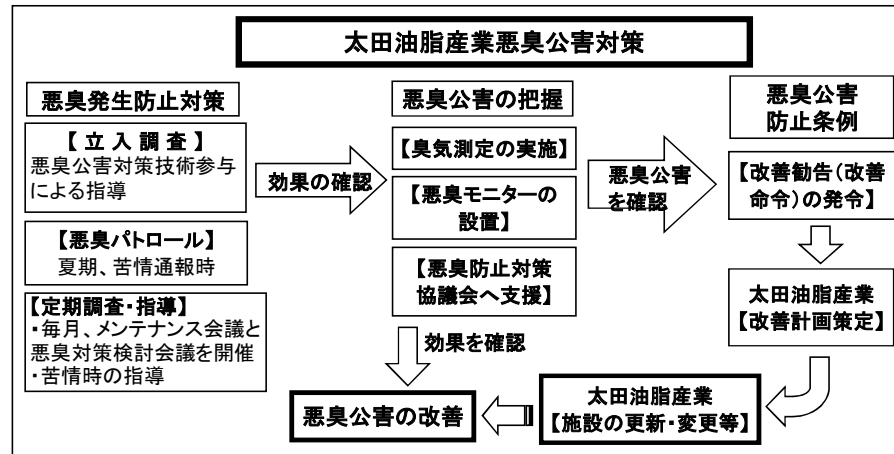 太田油脂産業悪臭公害対策
悪臭発生防止対策
【 立 入 調 査 】
悪臭公害対策技術参与
による指導
【悪臭パトロール】
夏期、苦情通報時
【定期調査・指導】
・毎月、メンテナンス会議と
悪臭対策検討会議を開催
・苦情時の指導
効果の確認
悪臭公害の把握
【臭気測定の実施】
【悪臭モニターの
設置】
【悪臭防止対策
協議会へ支援】
悪臭公害
を確認
悪臭公害
防止条例
【改善勧告(改善
命令)の発令】
太田油脂産業
【改善計画策定】
効果を確認
太田油脂産業
【施設の更新・変更等】
悪臭公害の改善